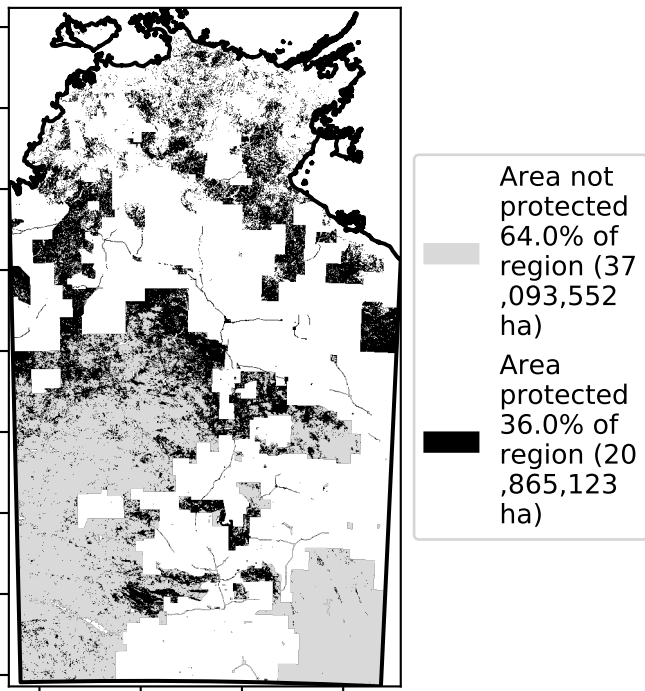 Area not
protected
64.0% of
region (37
,093,552
ha)
Area
protected
36.0% of
region (20
,865,123
ha)